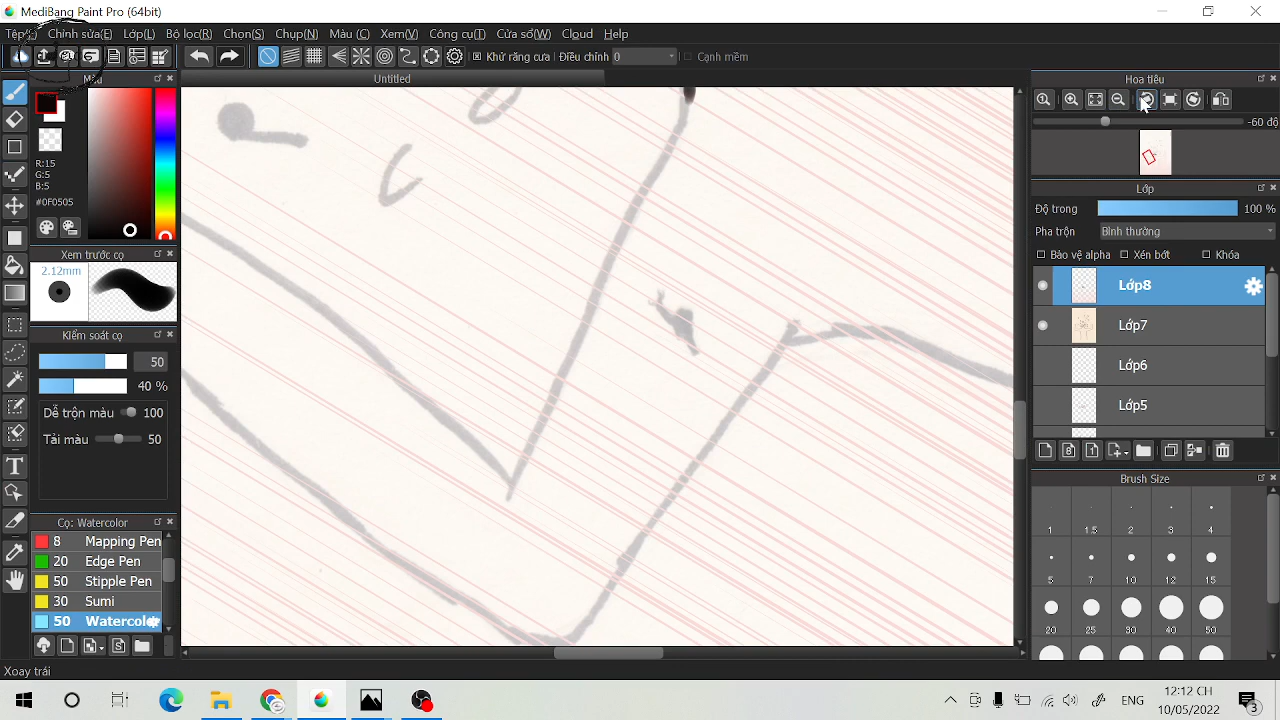 MediBang Paint Pro (64bit)
Tệp(F) Chỉnh sửa(E) Lớp(L) Bộ lọc(R) Chọn(S) Chụp(N) Màu (C) Xem(V) Công cụ(T) Cửa sổ(W) Cloud Help
Khử răng cưa Điều chỉnh 0 Cạnh mềm
Màu
Untitled
Hoa tiêu
R:15
G:5
B:5
#0F0505
-60 độ
Lớp
Độ trong 100 %
Pha trộn Bình thường
Bảo vệ alpha Xén bớt Khóa
Xem trước cọ
2.12mm
Lớp8
Lớp7
Lớp6
Lớp5
Kiểm soát cọ
50
40 %
Dễ trộn màu 100
Tải màu 50
Cọ: Watercolor
8 Mapping Pen
20 Edge Pen
50 Stipple Pen
30 Sumi
50 Watercolor
Brush Size
1 1.5 2 3 4
5 7 10 12 15
20 25 30 40 50
Xoay trái
ENG
12:12 CH
10/05/2022
3